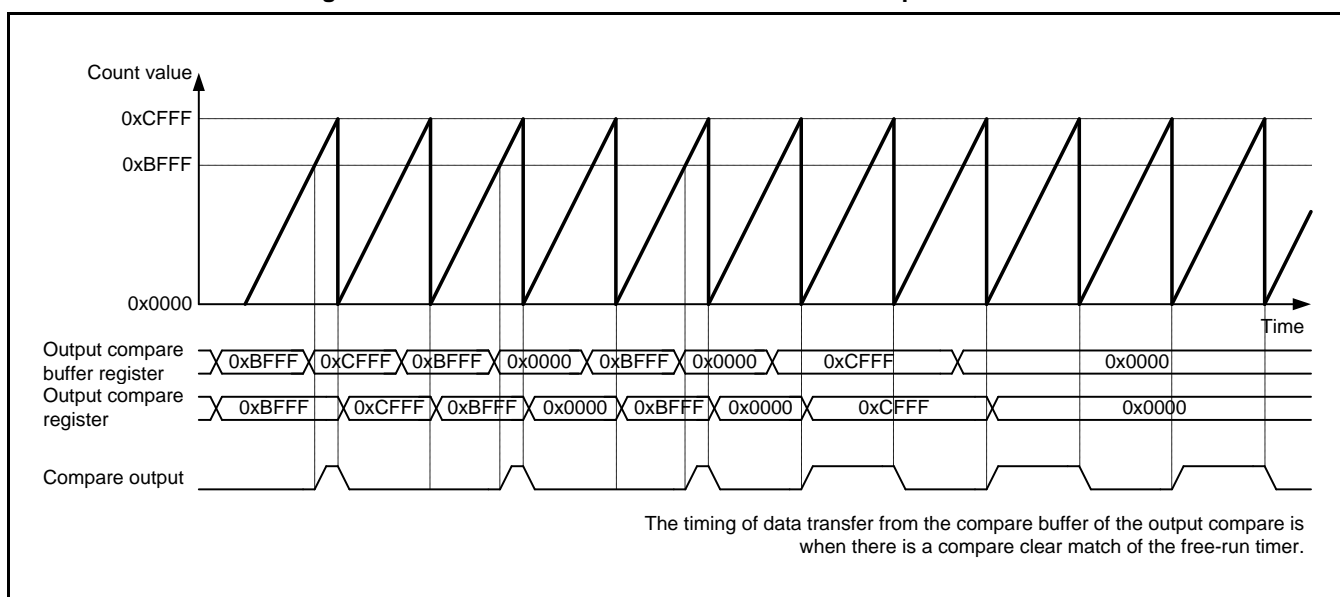 Count value
0xCFFF
0xBFFF
0x0000
Time
Output compare
buffer register
0xBFFF 0xCFFF 0xBFFF 0x0000 0xBFFF 0x0000 0xCFFF 0x0000
Output compare
register
0xBFFF 0xCFFF 0xBFFF 0x0000 0xBFFF 0x0000 0xCFFF 0x0000
Compare output
The timing of data transfer from the compare buffer of the output compare is
when there is a compare clear match of the free-run timer.